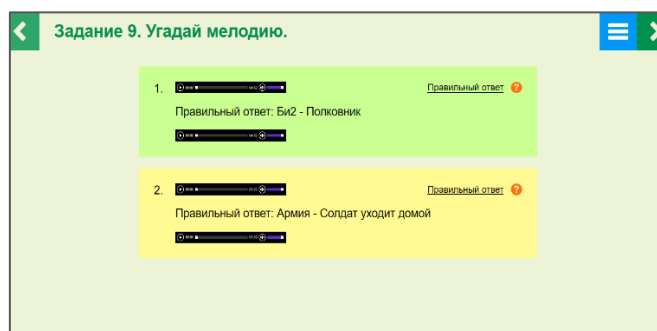 Задание 9. Угадай мелодию.
1.
Правильный ответ
Правильный ответ: Би2 - Полковник
2.
Правильный ответ
Правильный ответ: Армия - Солдат уходит домой